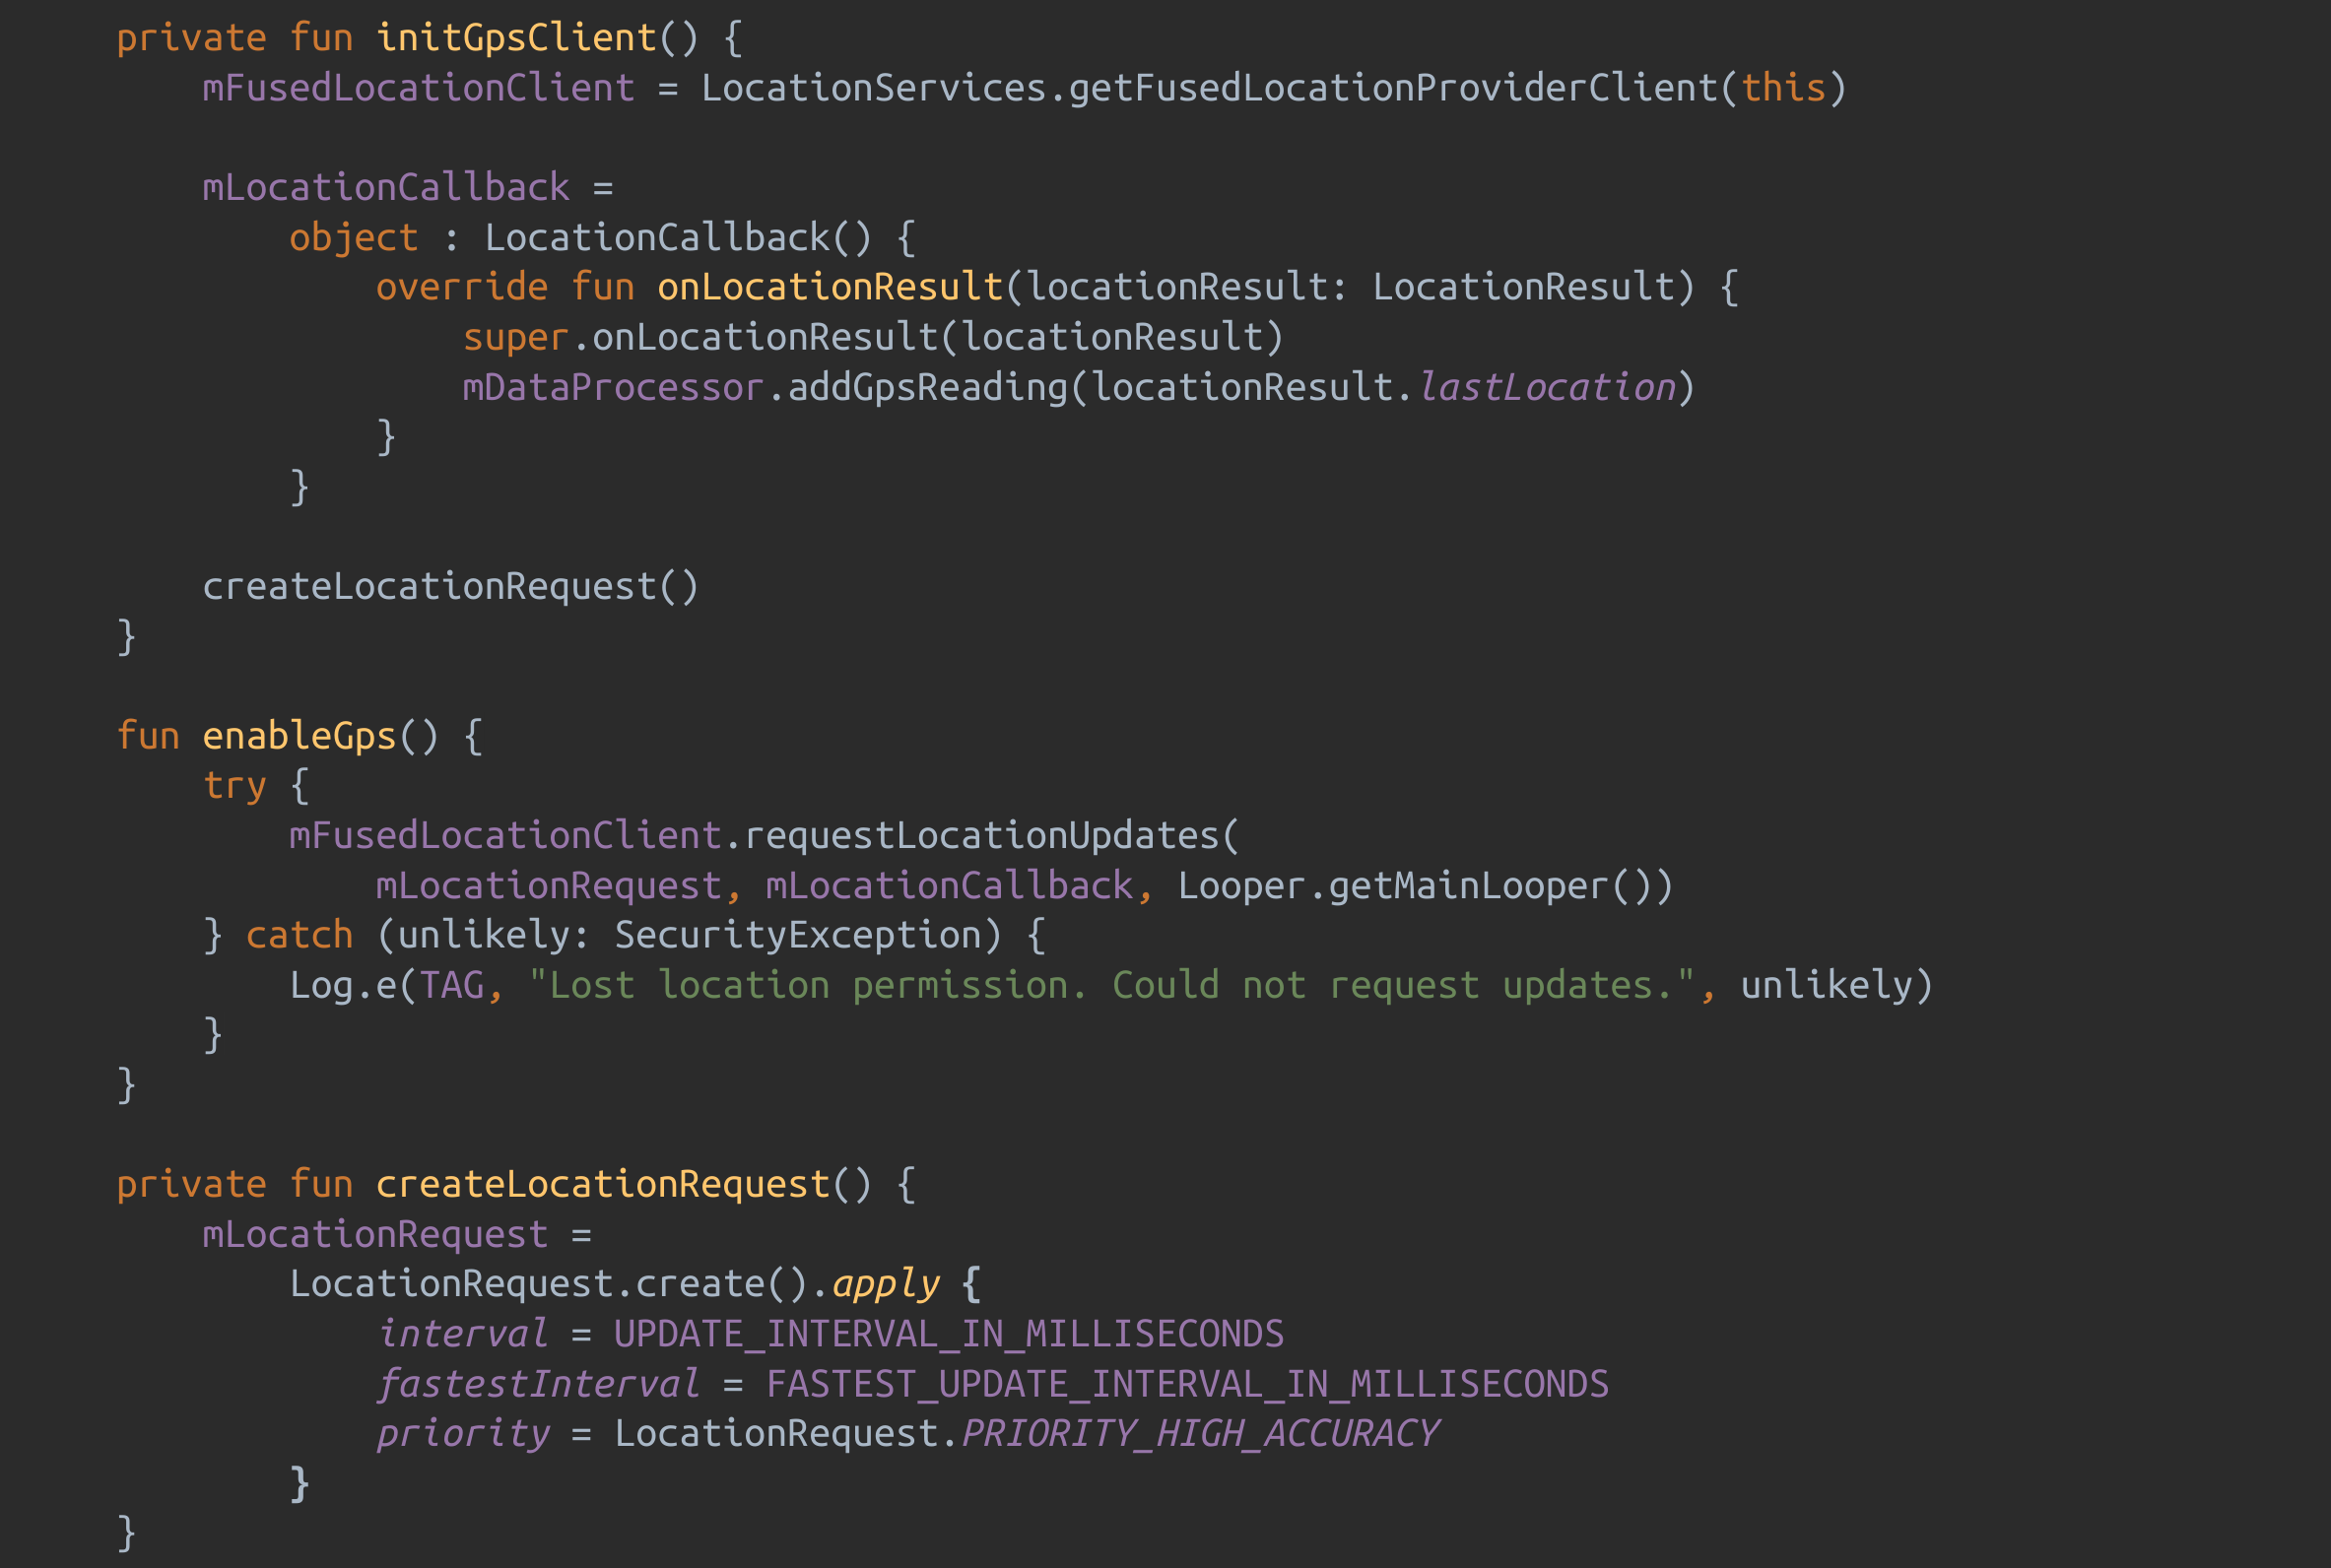 private fun initGpsClient() {
    mFusedLocationClient = LocationServices.getFusedLocationProviderClient(this)

    mLocationCallback =
        object : LocationCallback() {
            override fun onLocationResult(locationResult: LocationResult) {
                super.onLocationResult(locationResult)
                mDataProcessor.addGpsReading(locationResult.lastLocation)
            }
        }

    createLocationRequest()
}

fun enableGps() {
    try {
        mFusedLocationClient.requestLocationUpdates(
            mLocationRequest, mLocationCallback, Looper.getMainLooper())
    } catch (unlikely: SecurityException) {
        Log.e(TAG, "Lost location permission. Could not request updates.", unlikely)
    }
}

private fun createLocationRequest() {
    mLocationRequest =
        LocationRequest.create().apply {
            interval = UPDATE_INTERVAL_IN_MILLISECONDS
            fastestInterval = FASTEST_UPDATE_INTERVAL_IN_MILLISECONDS
            priority = LocationRequest.PRIORITY_HIGH_ACCURACY
        }
}